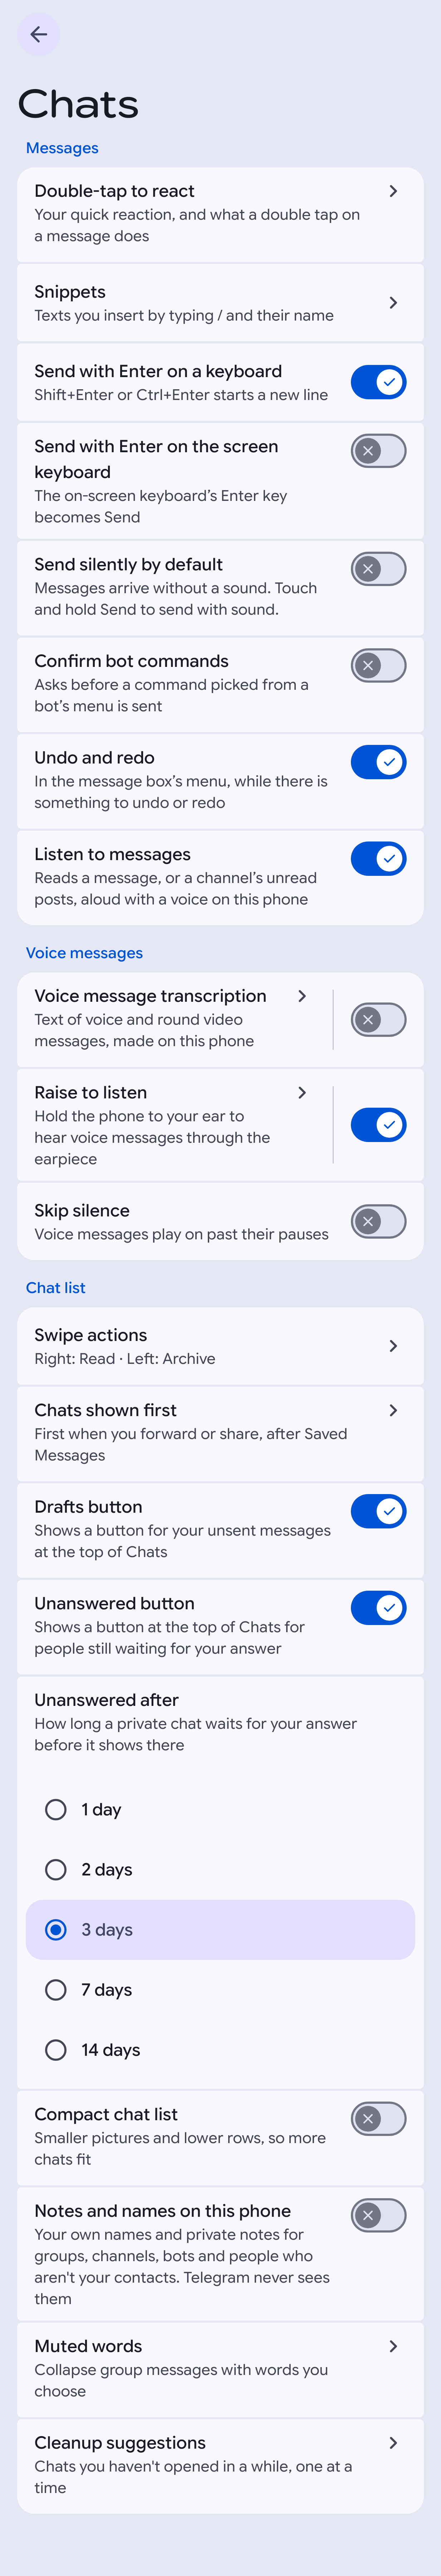 Chats
Messages
Double-tap to react
Your quick reaction, and what a double tap on
a message does
Snippets
Texts you insert by typing / and their name
Send with Enter on a keyboard
Shift+Enter or Ctrl+Enter starts a new line
Send with Enter on the screen
keyboard
The on-screen keyboard’s Enter key
becomes Send
Send silently by default
Messages arrive without a sound. Touch
and hold Send to send with sound.
Confirm bot commands
Asks before a command picked from a
bot’s menu is sent
Undo and redo
In the message box’s menu, while there is
something to undo or redo
Listen to messages
Reads a message, or a channel’s unread
posts, aloud with a voice on this phone
Voice messages
Voice message transcription
Text of voice and round video
messages, made on this phone
Raise to listen
Hold the phone to your ear to
hear voice messages through the
earpiece
Skip silence
Voice messages play on past their pauses
Chat list
Swipe actions
Right: Read · Left: Archive
Chats shown first
First when you forward or share, after Saved
Messages
Drafts button
Shows a button for your unsent messages
at the top of Chats
Unanswered button
Shows a button at the top of Chats for
people still waiting for your answer
Unanswered after
How long a private chat waits for your answer
before it shows there
1 day
2 days
3 days
7 days
14 days
Compact chat list
Smaller pictures and lower rows, so more
chats fit
Notes and names on this phone
Your own names and private notes for
groups, channels, bots and people who
aren't your contacts. Telegram never sees
them
Muted words
Collapse group messages with words you
choose
Cleanup suggestions
Chats you haven't opened in a while, one at a
time